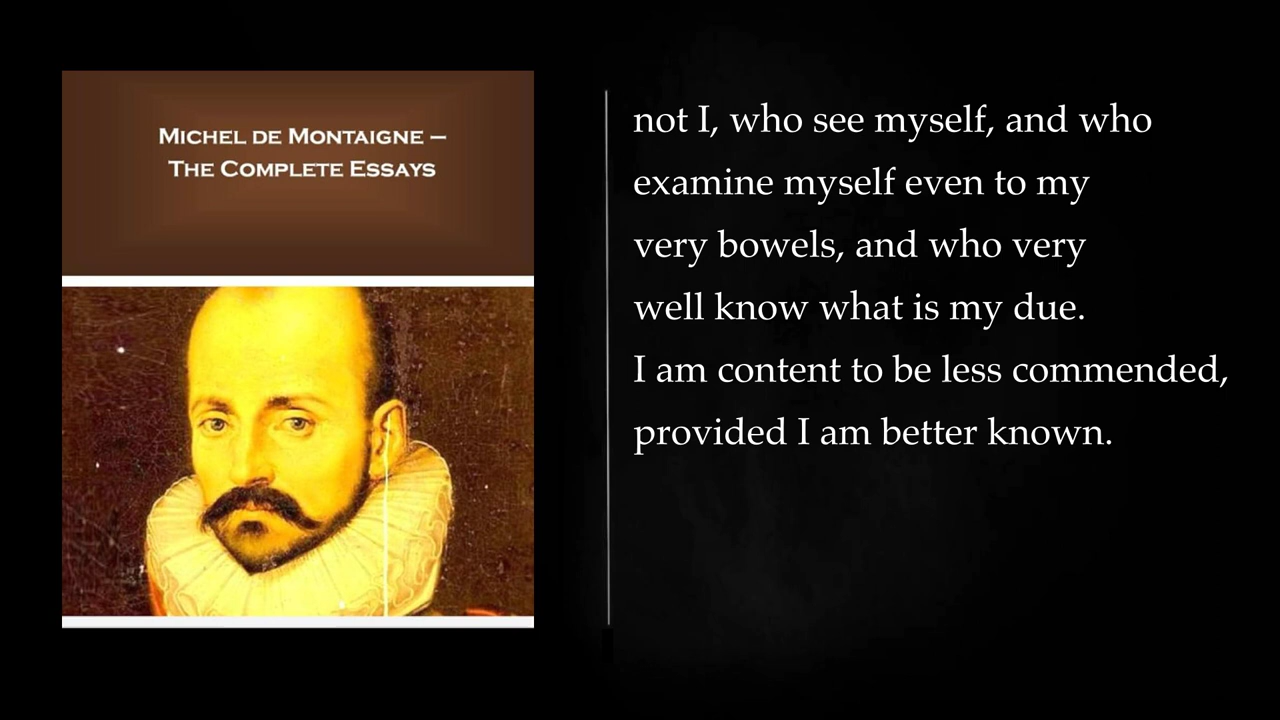 MICHEL DE MONTAIGNE –
THE COMPLETE ESSAYS
not I, who see myself, and who
examine myself even to my
very bowels, and who very
well know what is my due.
I am content to be less commended,
provided I am better known.